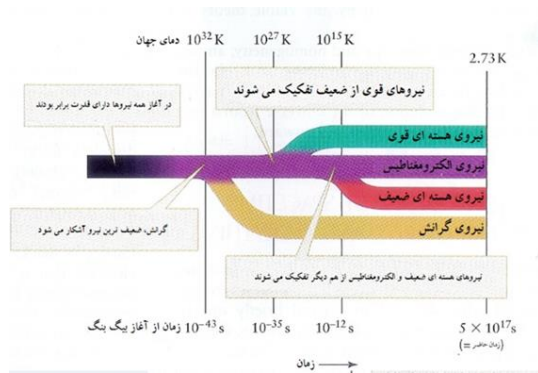 دمای جهان 10³² K 10²⁷ K 10¹⁵ K
2.73 K
نیروهای قوی از ضعیف تفکیک می شوند
در آغاز همه نیروها دارای قدرت برابر بودند
نیروی هسته ای قوی
نیروی الکترومغناطیس
نیروی هسته ای ضعیف
نیروی گرانش
گرانش، ضعیف ترین نیرو آشکار می شود
نیروهای هسته ای ضعیف و الکترومغناطیس از هم دیگر تفکیک می شوند
زمان از آغاز بیگ بنگ 10⁻⁴³ s 10⁻³⁵ s 10⁻¹² s 5 × 10¹⁷ s
(زمان حاضر =)
زمان